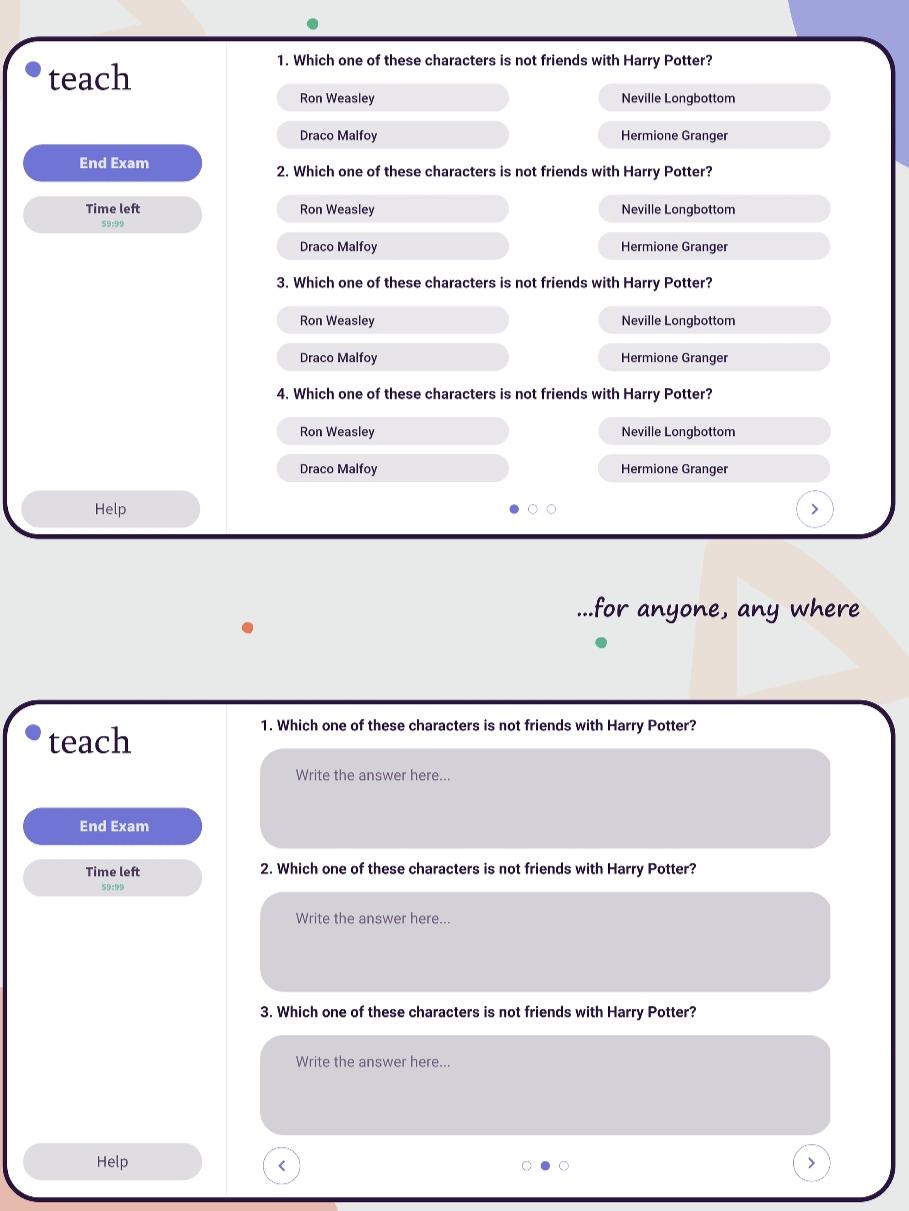 teach
End Exam
Time left
59:99
Help
1. Which one of these characters is not friends with Harry Potter?
Ron Weasley
Neville Longbottom
Draco Malfoy
Hermione Granger
2. Which one of these characters is not friends with Harry Potter?
Ron Weasley
Neville Longbottom
Draco Malfoy
Hermione Granger
3. Which one of these characters is not friends with Harry Potter?
Ron Weasley
Neville Longbottom
Draco Malfoy
Hermione Granger
4. Which one of these characters is not friends with Harry Potter?
Ron Weasley
Neville Longbottom
Draco Malfoy
Hermione Granger
...for anyone, any where
teach
End Exam
Time left
59:99
Help
1. Which one of these characters is not friends with Harry Potter?
Write the answer here...
2. Which one of these characters is not friends with Harry Potter?
Write the answer here...
3. Which one of these characters is not friends with Harry Potter?
Write the answer here...